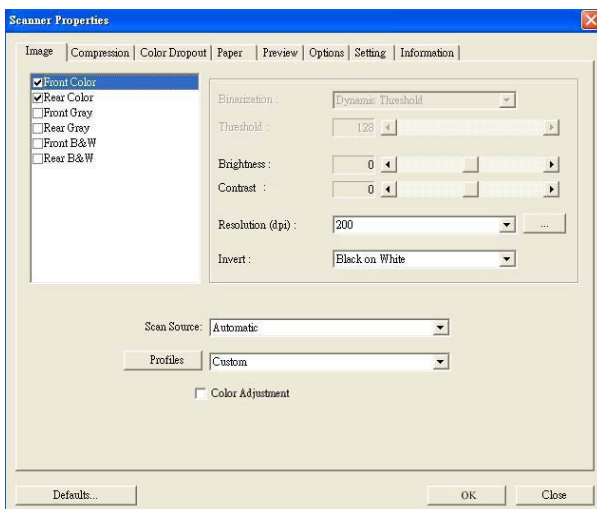 Scanner Properties
Image Compression Color Dropout Paper Preview Options Setting Information
Front Color
Rear Color
Front Gray
Rear Gray
Front B&W
Rear B&W
Binarization :
Dynamic Threshold
Threshold :
128
Brightness :
0
Contrast :
0
Resolution (dpi) :
200
...
Invert :
Black on White
Scan Source: Automatic
Profiles Custom
Color Adjustment
Defaults... OK Close